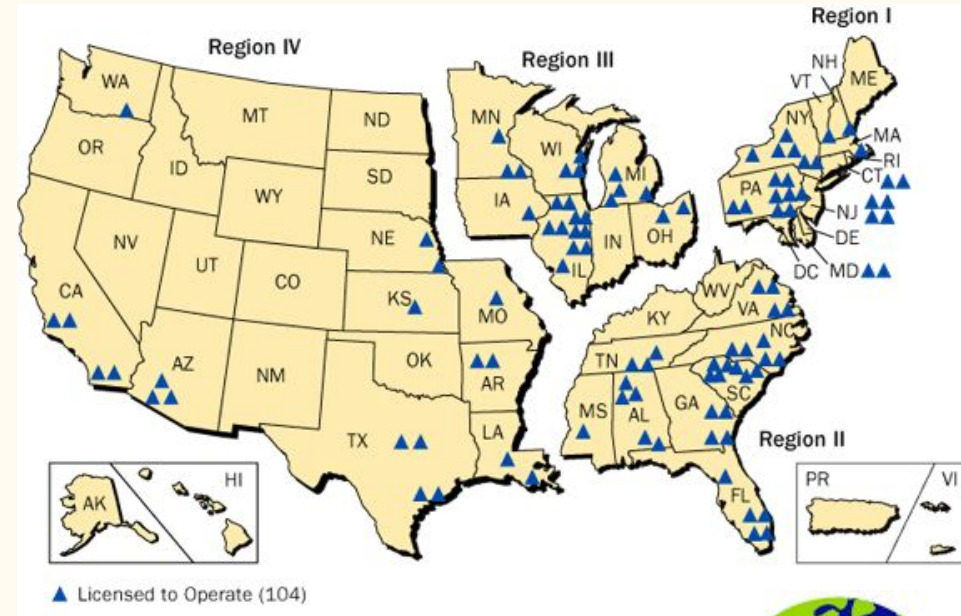 Region I
Region IV
Region III
NH
VT
ME
WA
MT
ND
MN
NY
MA
OR
ID
WI
MI
RI
CT
SD
WY
IA
PA
NJ
NV
NE
IN
OH
DE
UT
CO
IL
DC
MD
CA
KS
MO
WV
VA
KY
NC
AZ
NM
OK
AR
TN
SC
MS
AL
GA
TX
LA
Region II
HI
AK
FL
PR
VI
Licensed to Operate (104)